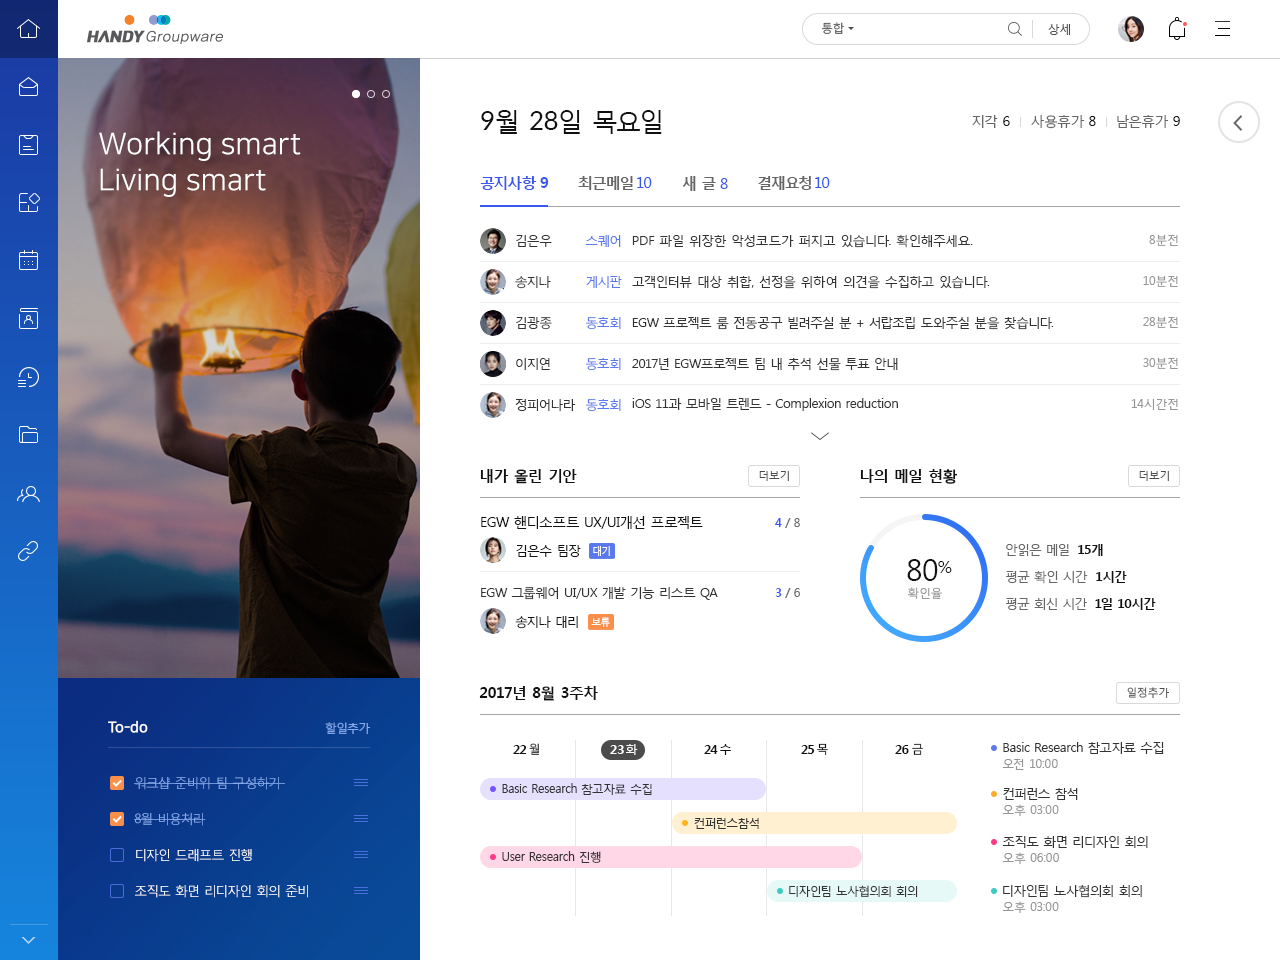 HANDY Groupware
통합
상세
Working smart
Living smart
9월 28일 목요일
지각 6
사용휴가 8
남은휴가 9
공지사항 9
최근메일 10
새 글 8
결재요청 10
김은우 스퀘어 PDF 파일 위장한 악성코드가 퍼지고 있습니다. 확인해주세요. 8분전
송지나 게시판 고객인터뷰 대상 취합, 선정을 위하여 의견을 수집하고 있습니다. 10분전
김광종 동호회 EGW 프로젝트 룸 전동공구 빌려주실 분 + 서랍조립 도와주실 분을 찾습니다. 28분전
이지연 동호회 2017년 EGW프로젝트 팀 내 추석 선물 투표 안내 30분전
정피어나라 동호회 iOS 11과 모바일 트렌드 - Complexion reduction 14시간전
내가 올린 기안
더보기
EGW 핸디소프트 UX/UI개선 프로젝트 4 / 8
김은수 팀장 대기
EGW 그룹웨어 UI/UX 개발 기능 리스트 QA 3 / 6
송지나 대리 보류
나의 메일 현황
더보기
80%
확인율
안읽은 메일 15개
평균 확인 시간 1시간
평균 회신 시간 1일 10시간
To-do
할일추가
워크샵 준비위 팀 구성하기
8월 비용처리
디자인 드래프트 진행
조직도 화면 리디자인 회의 준비
2017년 8월 3주차
일정추가
22 월
23 화
24 수
25 목
26 금
Basic Research 참고자료 수집
컨퍼런스참석
User Research 진행
디자인팀 노사협의회 회의
Basic Research 참고자료 수집
오전 10:00
컨퍼런스 참석
오후 03:00
조직도 화면 리디자인 회의
오후 06:00
디자인팀 노사협의회 회의
오후 03:00